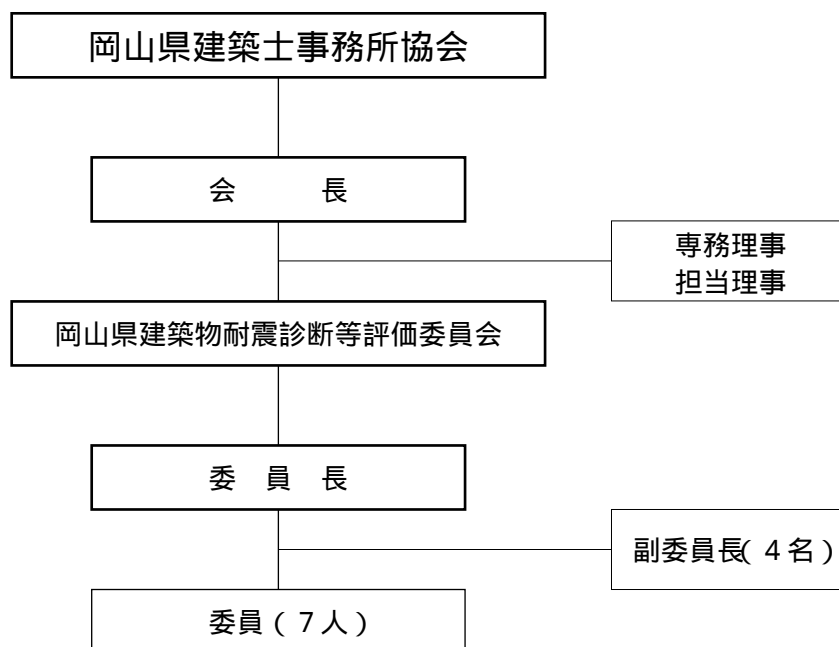 岡山県建築士事務所協会
会　　　長
専務理事
担当理事
岡山県建築物耐震診断等評価委員会
委　員　長
副委員長(４名)
委員(７人)